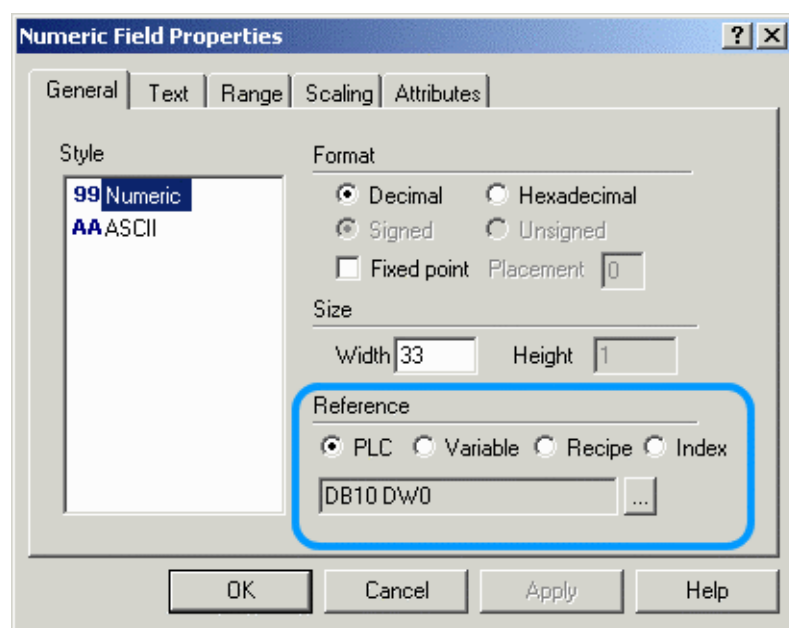 Numeric Field Properties
General Text Range Scaling Attributes
Style
99 Numeric
AA ASCII
Format
Decimal Hexadecimal
Signed Unsigned
Fixed point Placement 0
Size
Width 33 Height 1
Reference
PLC Variable Recipe Index
DB10 DW0 ...
OK Cancel Apply Help